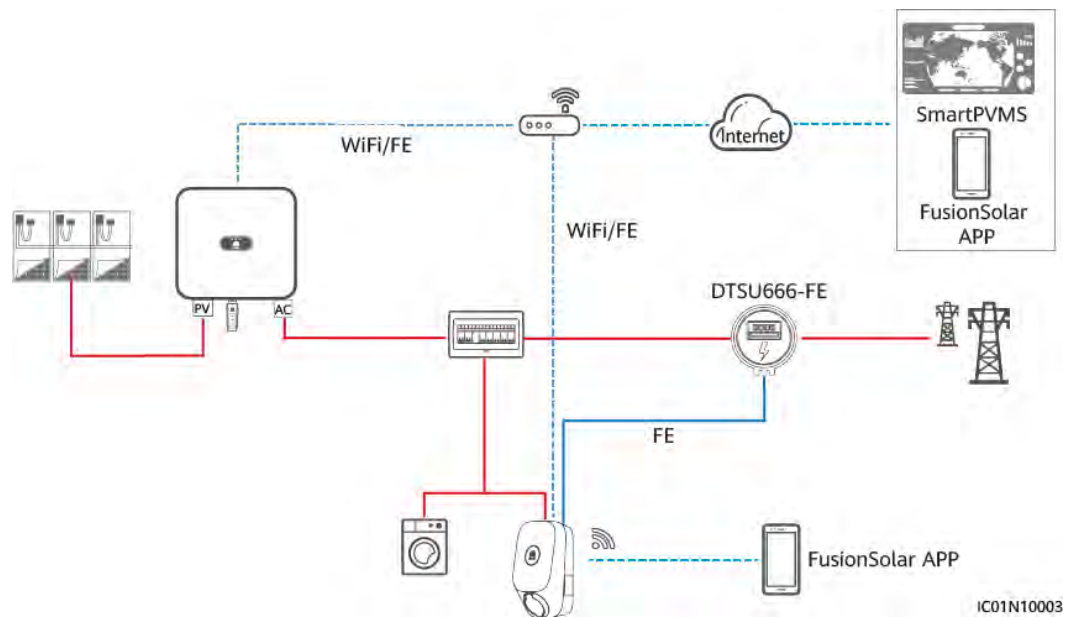 WiFi/FE
Internet
SmartPVMS
FusionSolar
APP
WiFi/FE
PV
AC
DTSU666-FE
FE
FusionSolar APP
IC01N10003